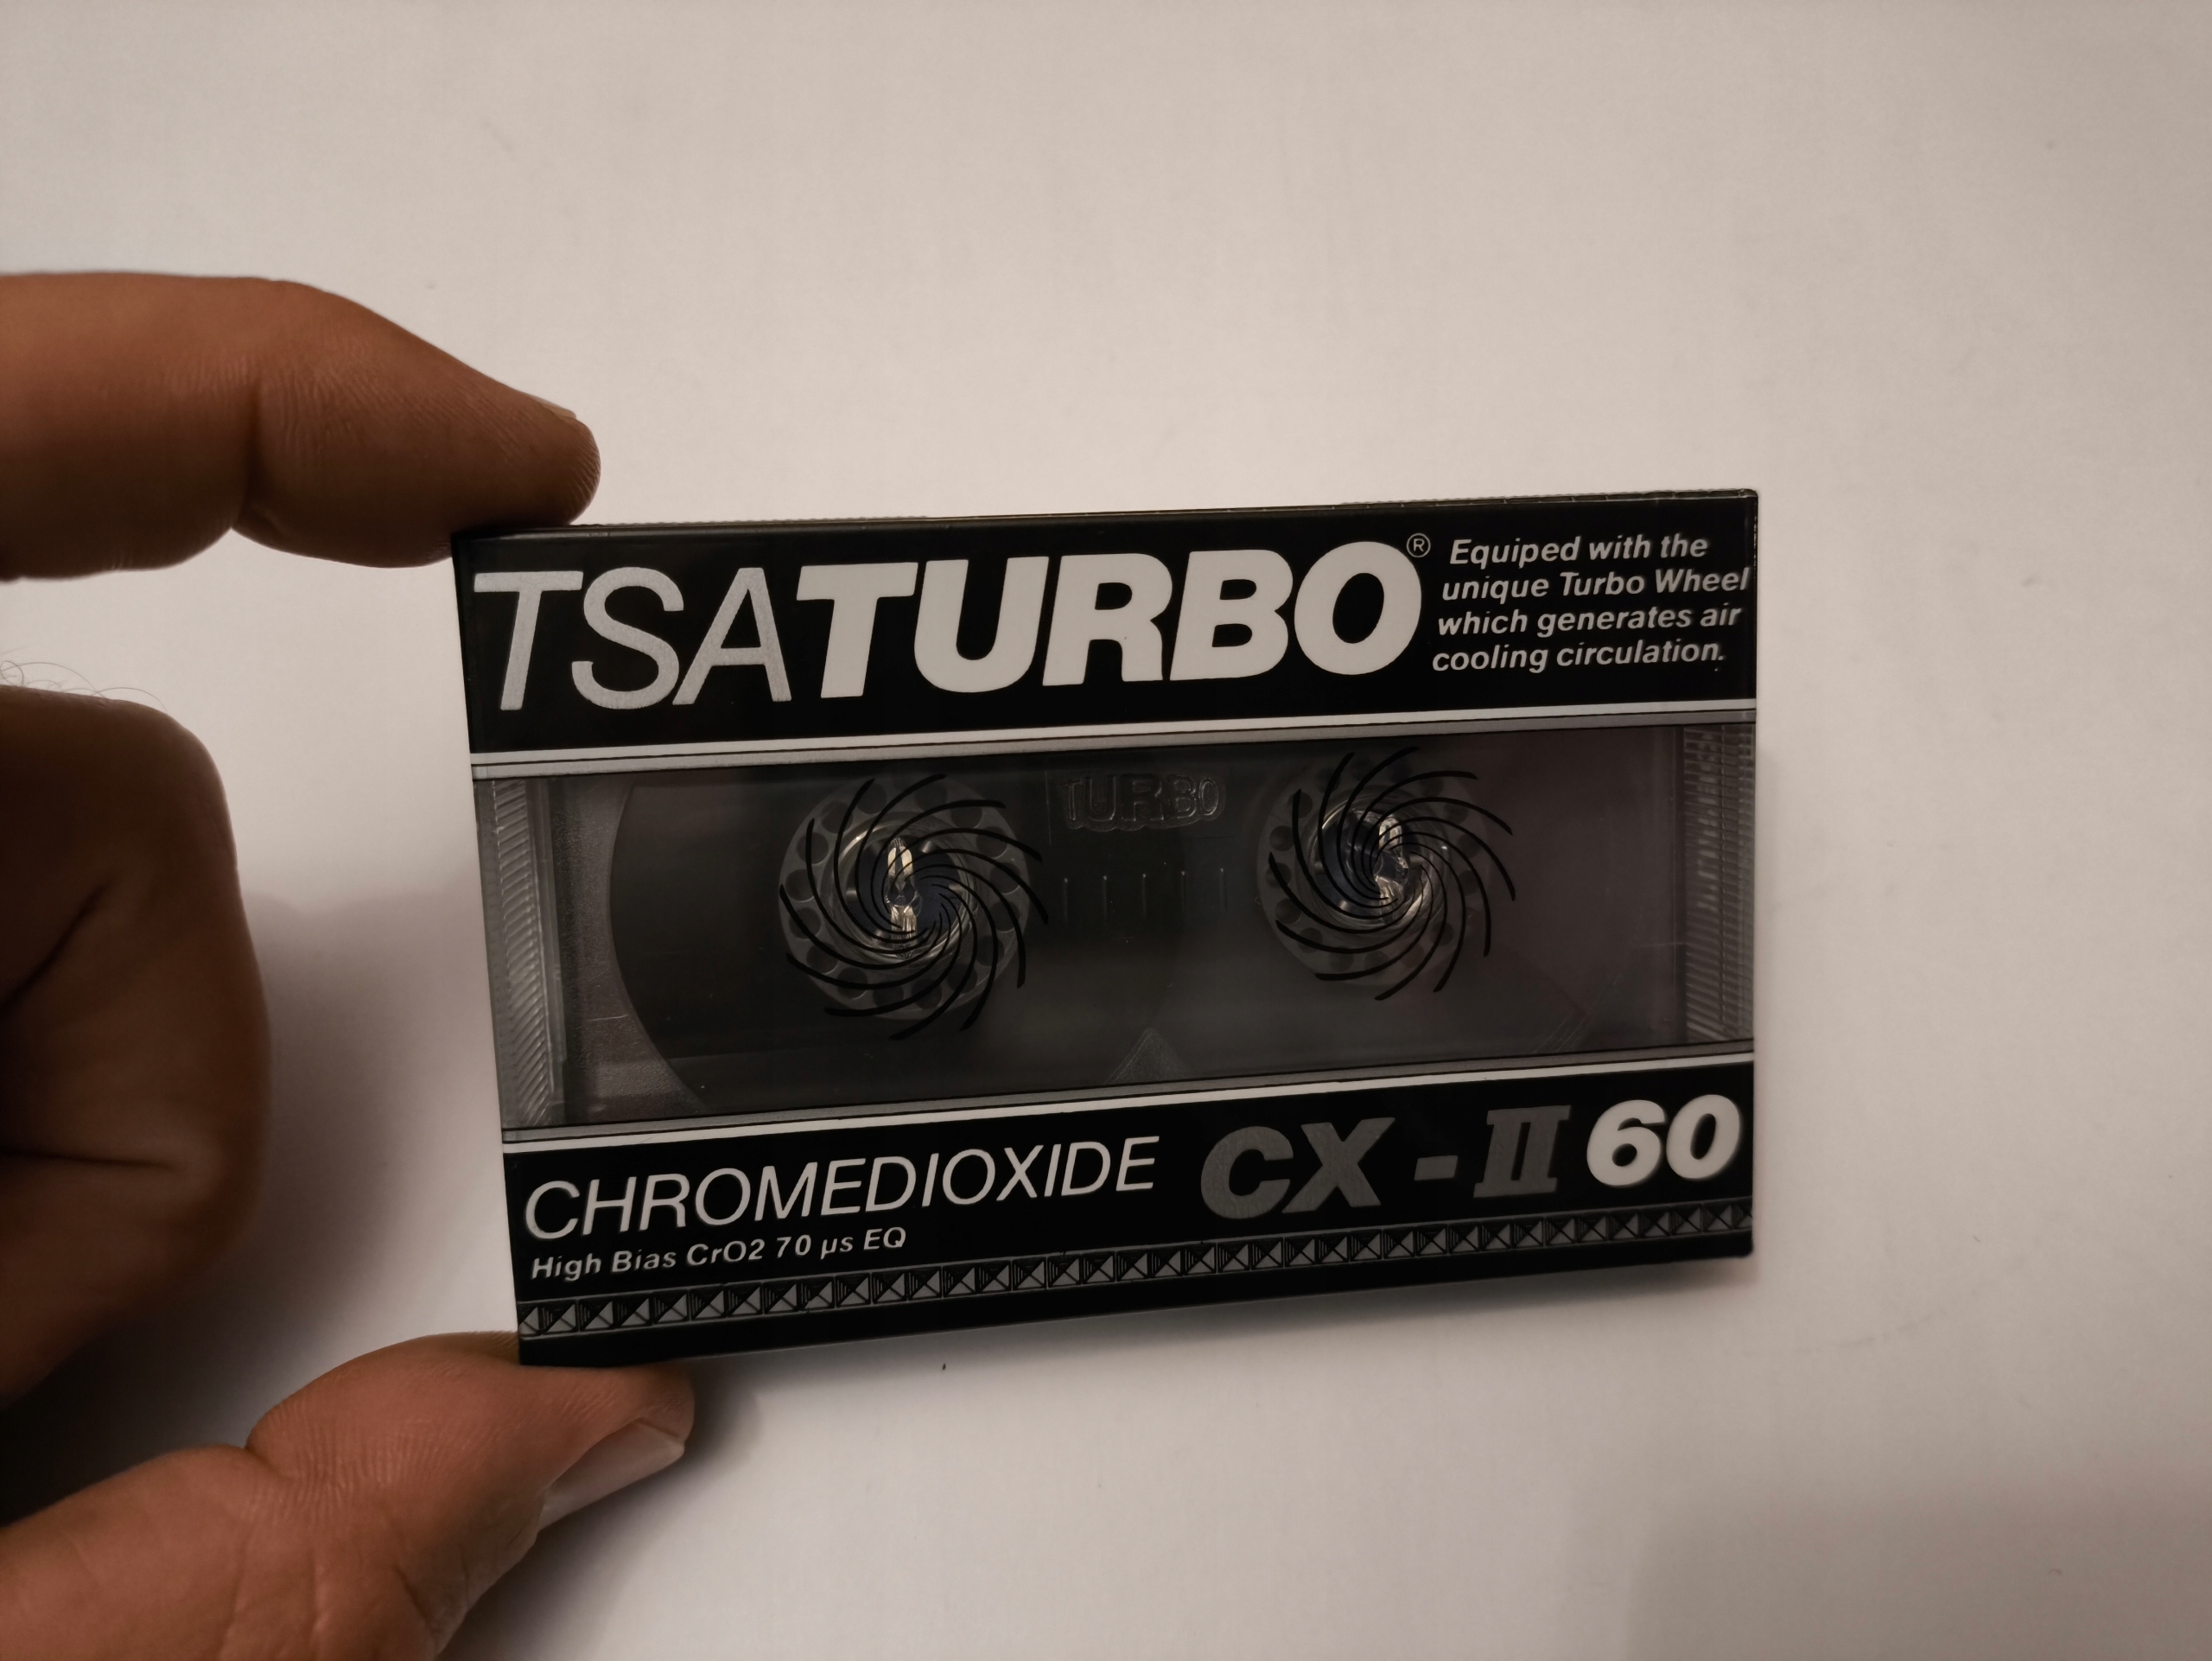 TSATURBO®
Equiped with the
unique Turbo Wheel
which generates air
cooling circulation.
TURBO
CHROMEDIOXIDE CX-II 60
High Bias CrO2 70 µs EQ